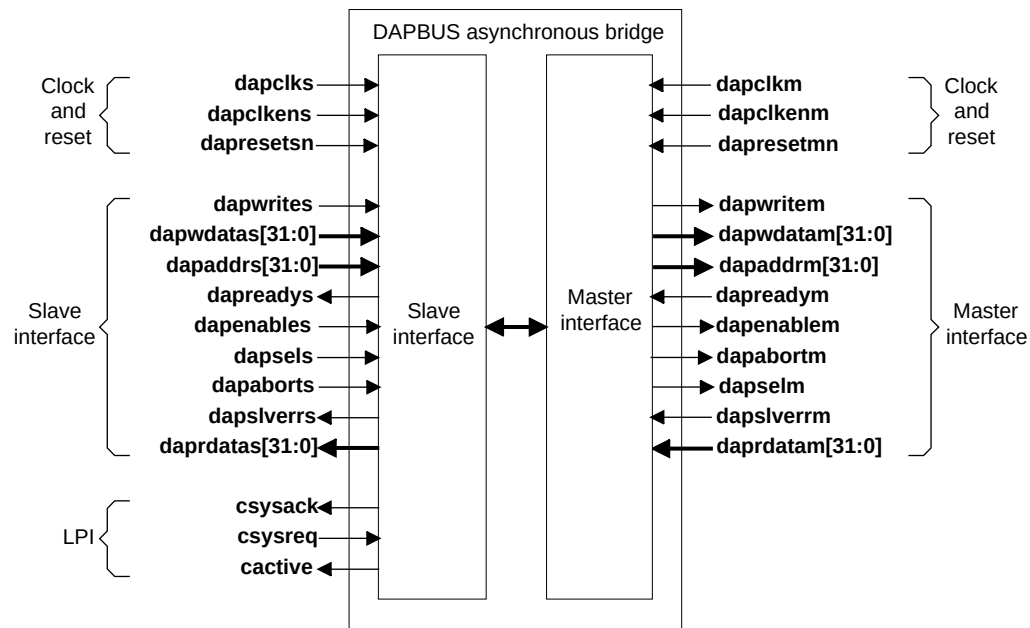 DAPBUS asynchronous bridge
Clock
and
reset
dapclks
dapclkens
dapresetsn
Slave
interface
dapwrites
dapwdatas[31:0]
dapaddrs[31:0]
dapreadys
dapenables
dapsels
dapaborts
dapslverrs
daprdatas[31:0]
LPI
csysack
csysreq
cactive
Slave
interface
Master
interface
dapclkm
dapclkenm
dapresetmn
Clock
and
reset
dapwritem
dapwdatam[31:0]
dapaddrm[31:0]
dapreadym
dapenablem
dapabortm
dapselm
dapslverrm
daprdatam[31:0]
Master
interface